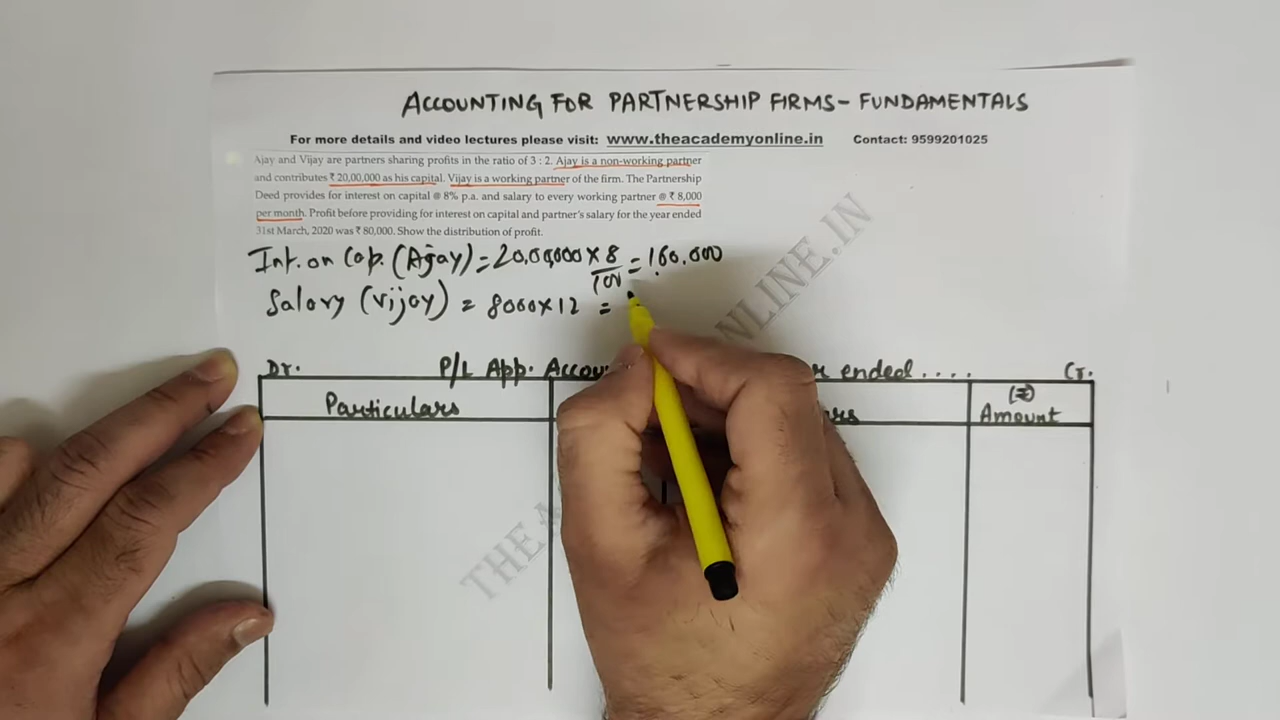 ACCOUNTING FOR PARTNERSHIP FIRMS- FUNDAMENTALS
For more details and video lectures please visit: www.theacademyonline.in Contact: 9599201025
Ajay and Vijay are partners sharing profits in the ratio of 3 : 2. Ajay is a non-working partner
and contributes ₹ 20,00,000 as his capital. Vijay is a working partner of the firm. The Partnership
Deed provides for interest on capital @ 8% p.a. and salary to every working partner @ ₹ 8,000
per month. Profit before providing for interest on capital and partner's salary for the year ended
31st March, 2020 was ₹ 80,000. Show the distribution of profit.
Int. on Cap. (Ajay) = 20,00,000 × 8 = 160,000
100
Salary (Vijay) = 8000 × 12 =
Dr. P/L App. ended.... Cr.
Particulars (₹)
Amount